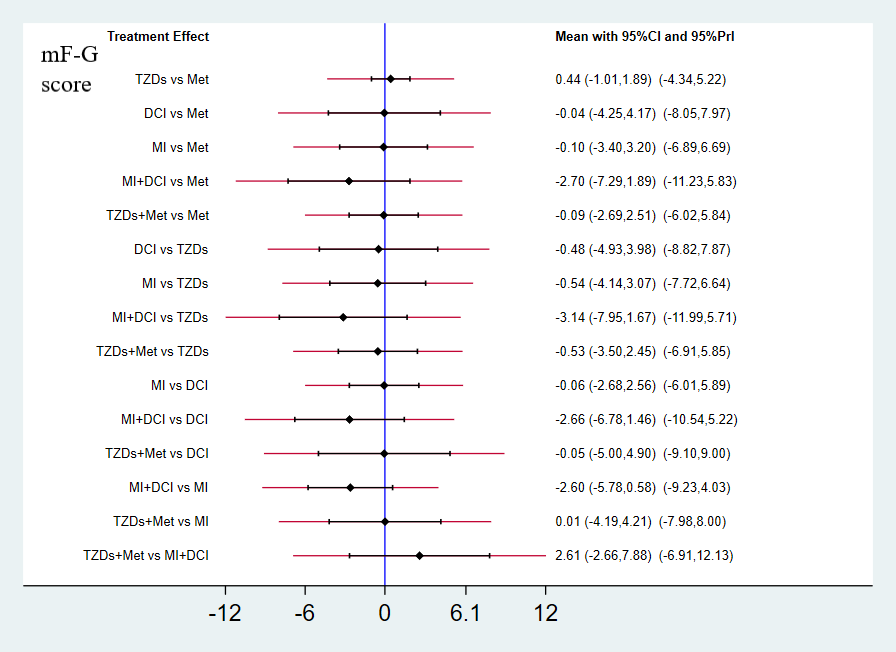 Treatment Effect Mean with 95%CI and 95%PrI
mF-G
score
TZDs vs Met 0.44 (-1.01,1.89) (-4.34,5.22)
DCI vs Met -0.04 (-4.25,4.17) (-8.05,7.97)
MI vs Met -0.10 (-3.40,3.20) (-6.89,6.69)
MI+DCI vs Met -2.70 (-7.29,1.89) (-11.23,5.83)
TZDs+Met vs Met -0.09 (-2.69,2.51) (-6.02,5.84)
DCI vs TZDs -0.48 (-4.93,3.98) (-8.82,7.87)
MI vs TZDs -0.54 (-4.14,3.07) (-7.72,6.64)
MI+DCI vs TZDs -3.14 (-7.95,1.67) (-11.99,5.71)
TZDs+Met vs TZDs -0.53 (-3.50,2.45) (-6.91,5.85)
MI vs DCI -0.06 (-2.68,2.56) (-6.01,5.89)
MI+DCI vs DCI -2.66 (-6.78,1.46) (-10.54,5.22)
TZDs+Met vs DCI -0.05 (-5.00,4.90) (-9.10,9.00)
MI+DCI vs MI -2.60 (-5.78,0.58) (-9.23,4.03)
TZDs+Met vs MI 0.01 (-4.19,4.21) (-7.98,8.00)
TZDs+Met vs MI+DCI 2.61 (-2.66,7.88) (-6.91,12.13)
-12 -6 0 6.1 12